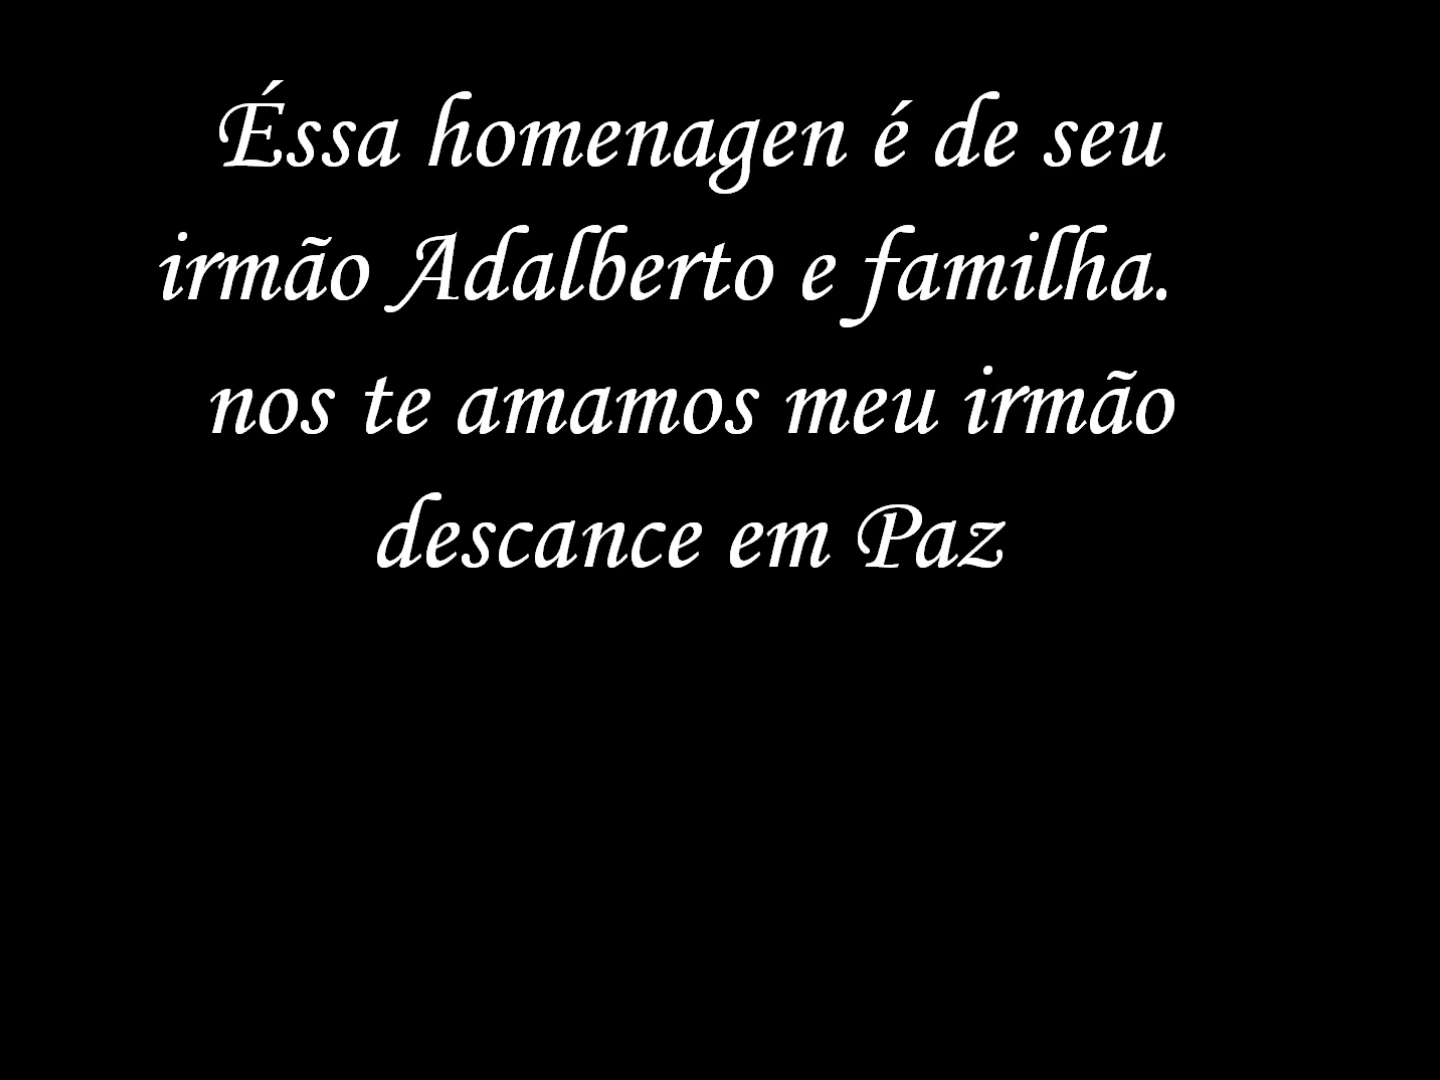 Éssa homenagen é de seu
irmão Adalberto e familha.
nos te amamos meu irmão
descance em Paz